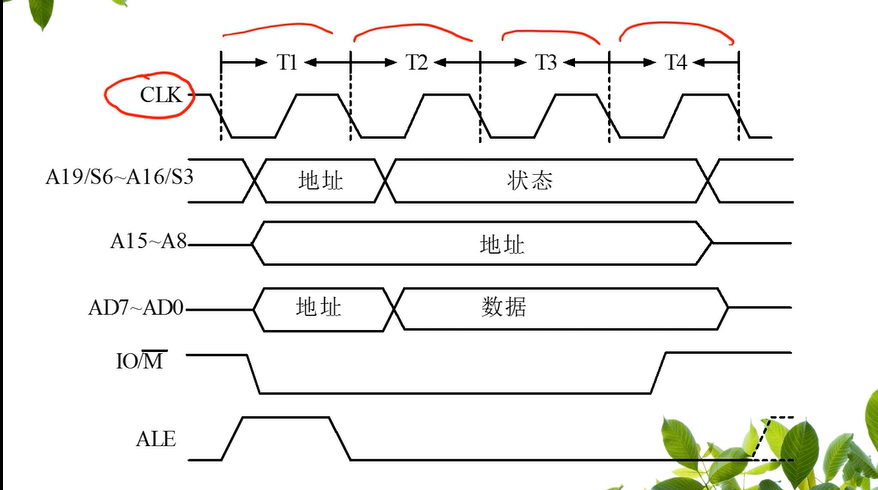 T1 T2 T3 T4
CLK
A19/S6~A16/S3 地址 状态
A15~A8 地址
AD7~AD0 地址 数据
IO/M̅
ALE